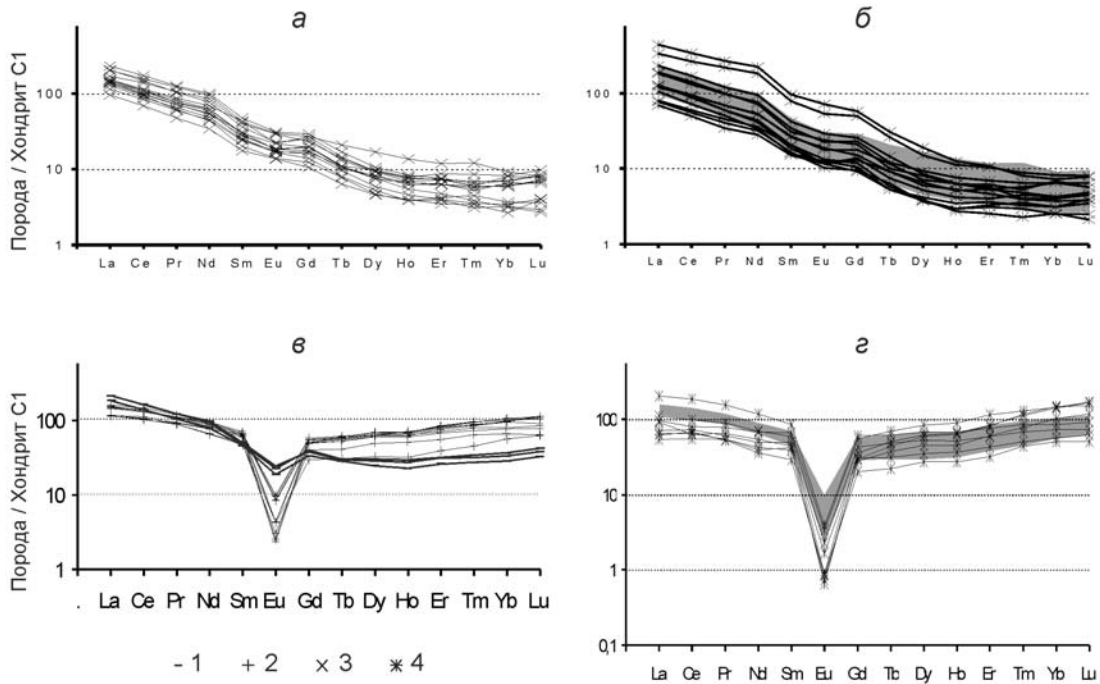 а
б
Порода / Хондрит С1
100
10
1
La Ce Pr Nd Sm Eu Gd Tb Dy Ho Er Tm Yb Lu
100
10
1
La Ce Pr Nd Sm Eu Gd Tb Dy Ho Er Tm Yb Lu
в
г
Порода / Хондрит С1
100
10
1
. La Ce Pr Nd Sm Eu Gd Tb Dy Ho Er Tm Yb Lu
100
10
1
0,1
La Ce Pr Nd Sm Eu Gd Tb Dy Ho Er Tm Yb Lu
- 1 + 2 × 3 ⁎ 4